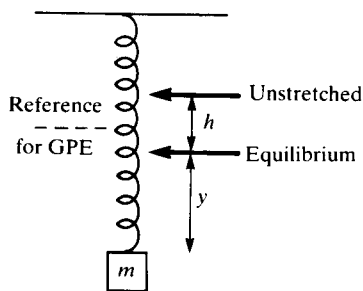 Unstretched
Reference
h
for GPE
Equilibrium
y
m